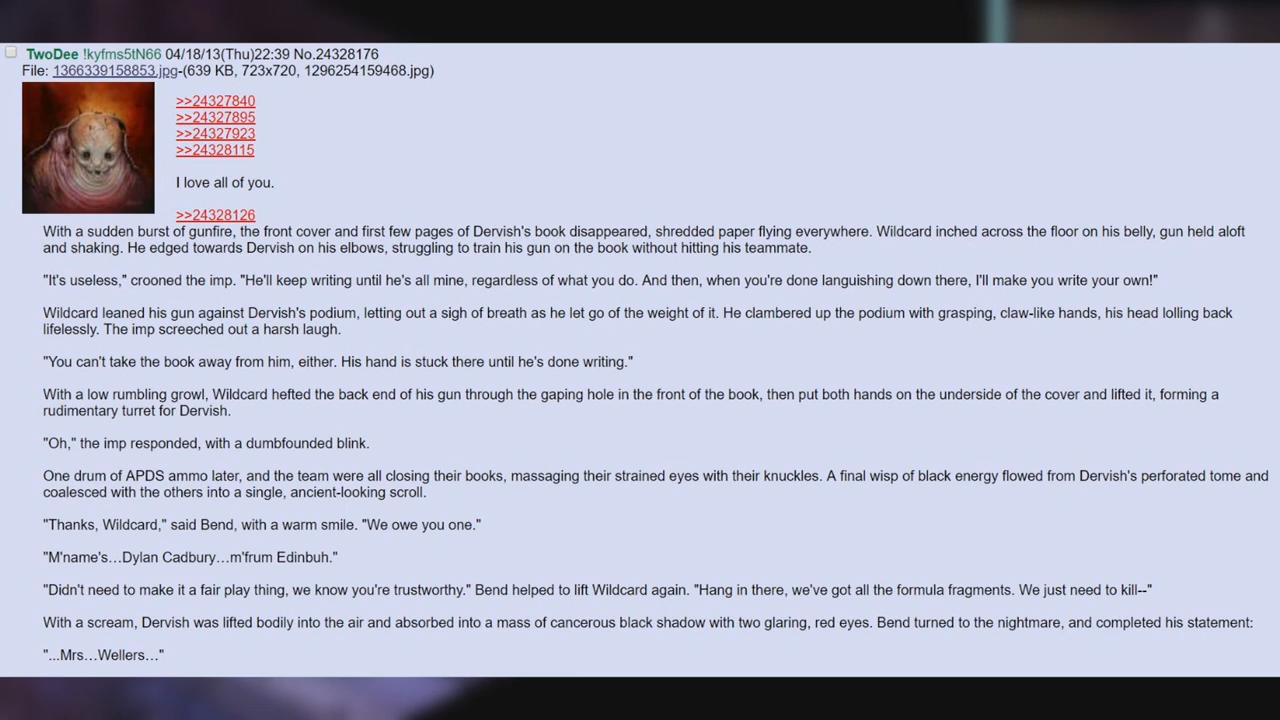 TwoDee !kyfms5tN66 04/18/13(Thu)22:39 No.24328176
File: 1366339158853.jpg-(639 KB, 723x720, 1296254159468.jpg)
>>24327840
>>24327895
>>24327923
>>24328115
I love all of you.
>>24328126
With a sudden burst of gunfire, the front cover and first few pages of Dervish's book disappeared, shredded paper flying everywhere. Wildcard inched across the floor on his belly, gun held aloft
and shaking. He edged towards Dervish on his elbows, struggling to train his gun on the book without hitting his teammate.
"It's useless," crooned the imp. "He'll keep writing until he's all mine, regardless of what you do. And then, when you're done languishing down there, I'll make you write your own!"
Wildcard leaned his gun against Dervish's podium, letting out a sigh of breath as he let go of the weight of it. He clambered up the podium with grasping, claw-like hands, his head lolling back
lifelessly. The imp screeched out a harsh laugh.
"You can't take the book away from him, either. His hand is stuck there until he's done writing."
With a low rumbling growl, Wildcard hefted the back end of his gun through the gaping hole in the front of the book, then put both hands on the underside of the cover and lifted it, forming a
rudimentary turret for Dervish.
"Oh," the imp responded, with a dumbfounded blink.
One drum of APDS ammo later, and the team were all closing their books, massaging their strained eyes with their knuckles. A final wisp of black energy flowed from Dervish's perforated tome and
coalesced with the others into a single, ancient-looking scroll.
"Thanks, Wildcard," said Bend, with a warm smile. "We owe you one."
"M'name's…Dylan Cadbury…m'frum Edinbuh."
"Didn't need to make it a fair play thing, we know you're trustworthy." Bend helped to lift Wildcard again. "Hang in there, we've got all the formula fragments. We just need to kill--"
With a scream, Dervish was lifted bodily into the air and absorbed into a mass of cancerous black shadow with two glaring, red eyes. Bend turned to the nightmare, and completed his statement:
"...Mrs…Wellers…"